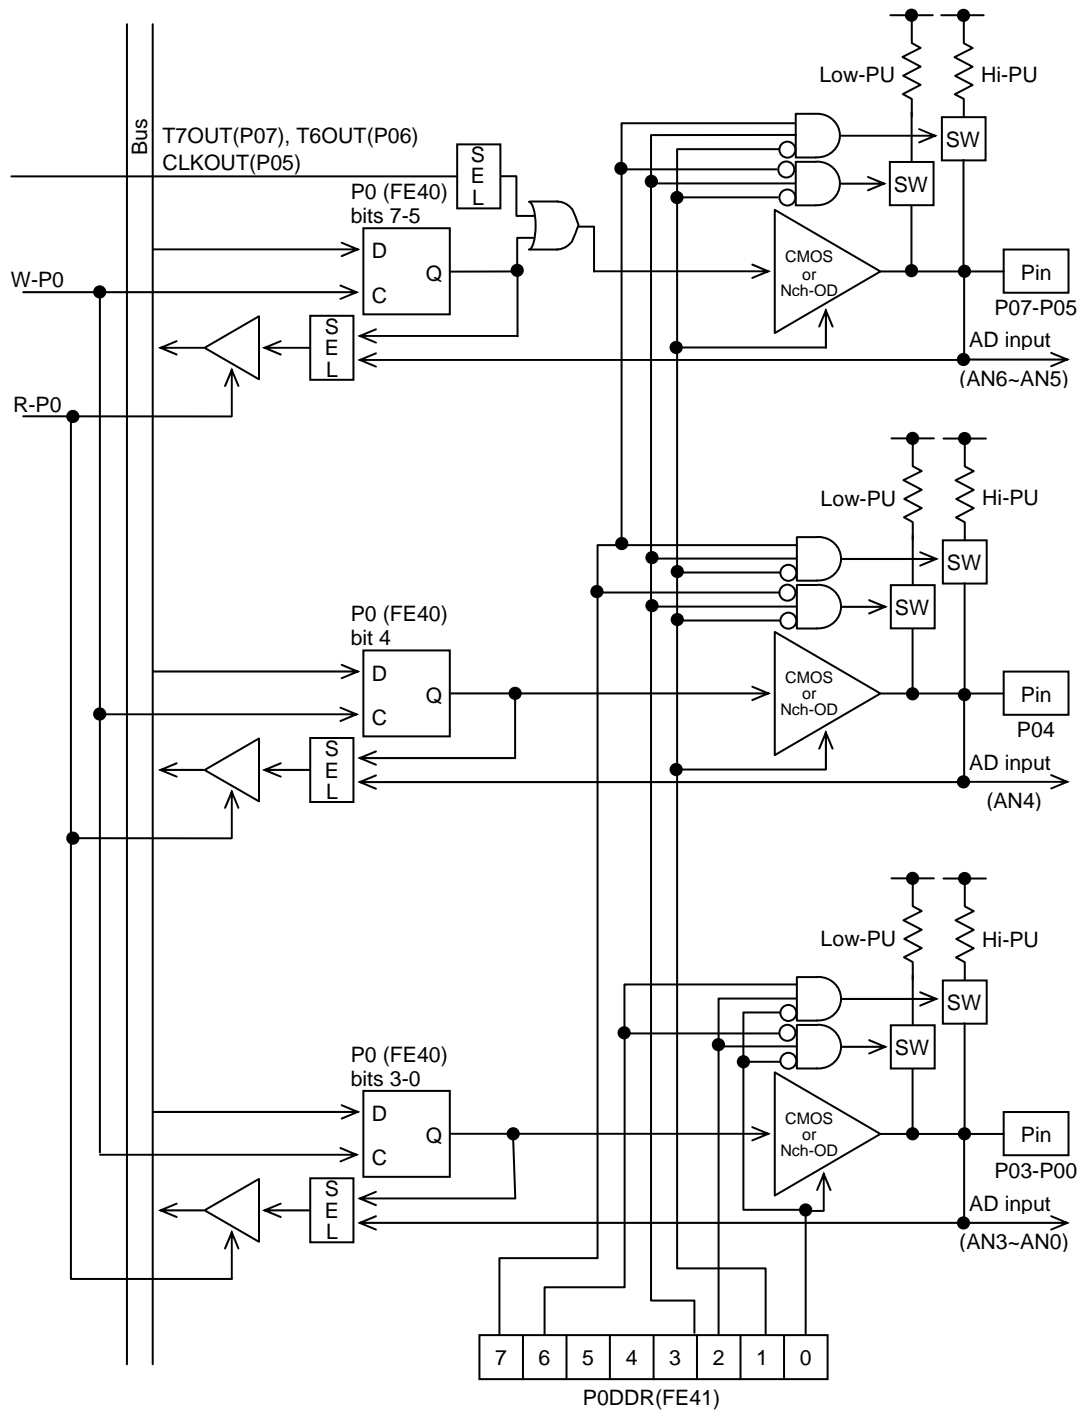 Low-PU
Hi-PU
Bus
T7OUT(P07), T6OUT(P06)
CLKOUT(P05)
SEL
SW
SW
P0 (FE40)
bits 7-5
D
Q
C
CMOS
or
Nch-OD
Pin
P07-P05
W-P0
SEL
AD input
(AN6~AN5)
R-P0
Low-PU
Hi-PU
SW
SW
P0 (FE40)
bit 4
D
Q
C
CMOS
or
Nch-OD
Pin
P04
SEL
AD input
(AN4)
Low-PU
Hi-PU
SW
SW
P0 (FE40)
bits 3-0
D
Q
C
CMOS
or
Nch-OD
Pin
P03-P00
SEL
AD input
(AN3~AN0)
7 6 5 4 3 2 1 0
P0DDR(FE41)